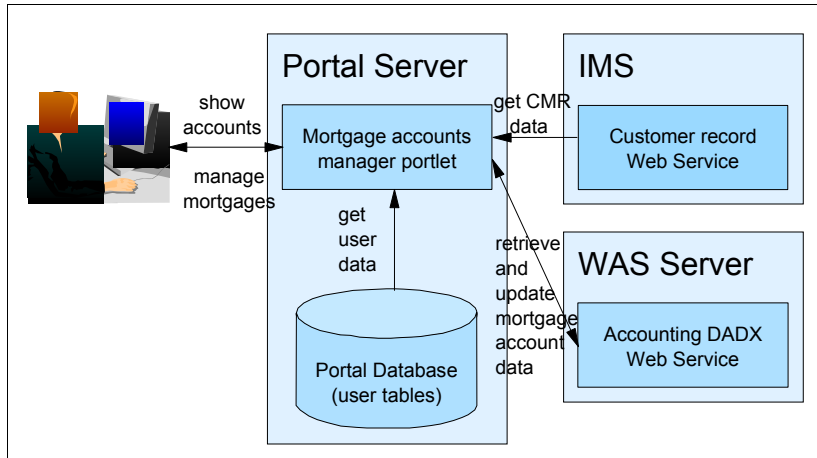 show
accounts
manage
mortgages
Portal Server
Mortgage accounts
manager portlet
get
user
data
Portal Database
(user tables)
get CMR
data
retrieve
and
update
mortgage
account
data
IMS
Customer record
Web Service
WAS Server
Accounting DADX
Web Service